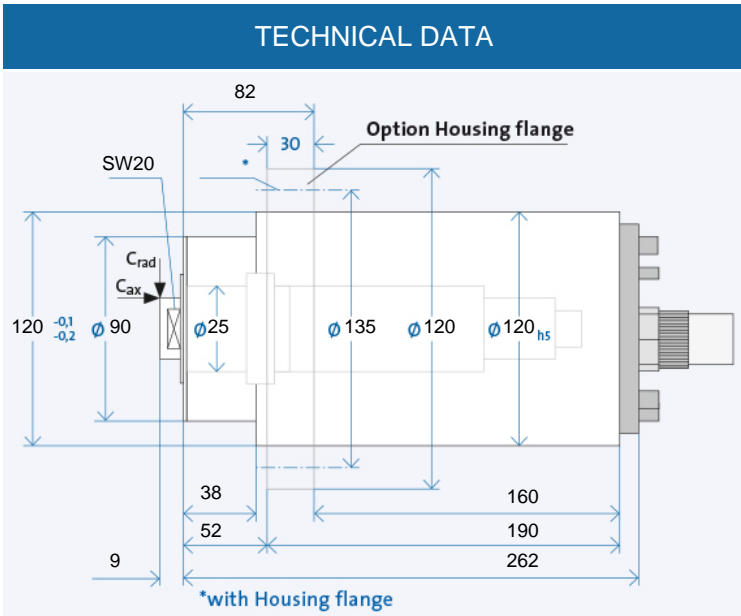 TECHNICAL DATA
82
Option Housing flange
30
SW20
*
Crad
Cax
120 -0,1 -0,2
ϕ 90
ϕ 25
ϕ 135
ϕ 120
ϕ 120 h5
38
160
52
190
9
262
*with Housing flange